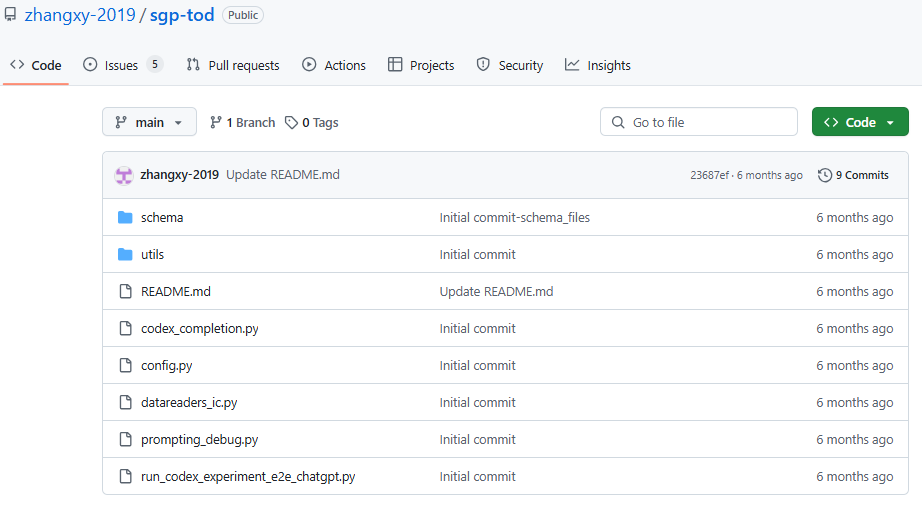 zhangxy-2019 / sgp-tod Public
Code Issues 5 Pull requests Actions Projects Security Insights
main 1 Branch 0 Tags Go to file Code
zhangxy-2019 Update README.md 23687ef · 6 months ago 9 Commits
schema Initial commit-schema_files 6 months ago
utils Initial commit 6 months ago
README.md Update README.md 6 months ago
codex_completion.py Initial commit 6 months ago
config.py Initial commit 6 months ago
datareaders_ic.py Initial commit 6 months ago
prompting_debug.py Initial commit 6 months ago
run_codex_experiment_e2e_chatgpt.py Initial commit 6 months ago